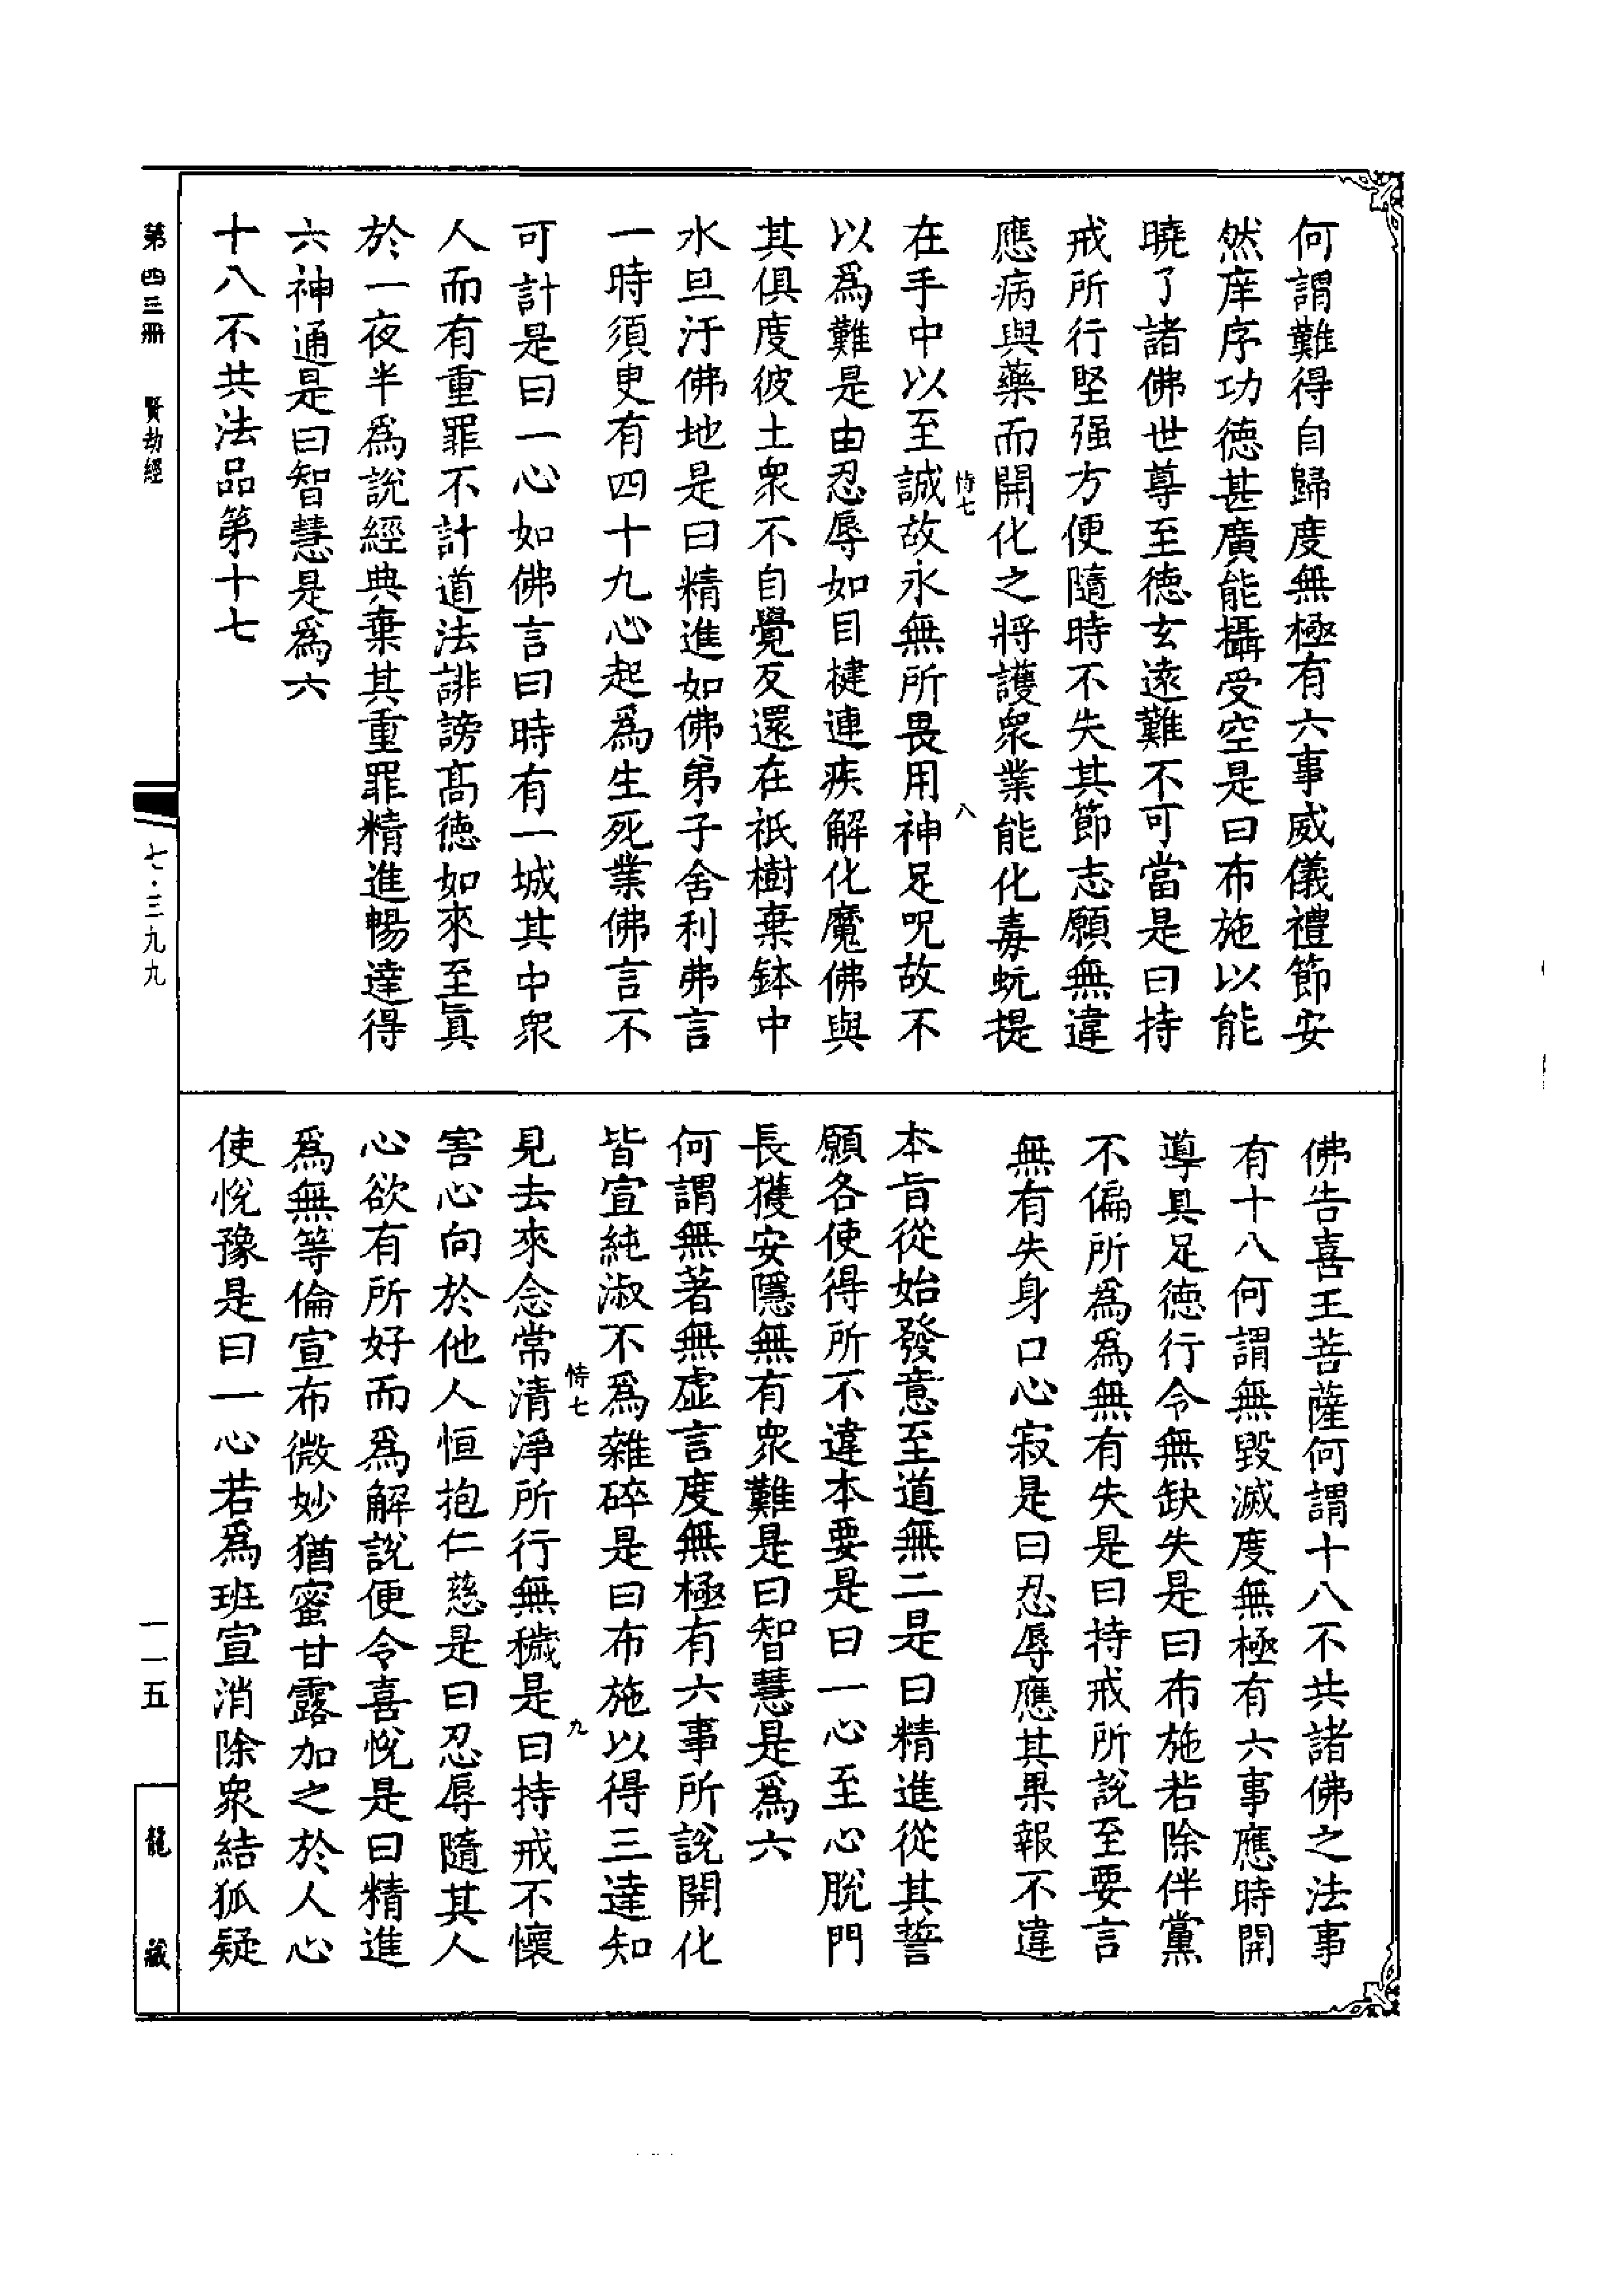 何謂難得自歸度無極有六事威儀禮節安
然庠序功德甚廣能攝受空是曰布施以能
曉了諸佛世尊至德玄遠難不可當是曰持
戒所行堅强方便隨時不失其節志願無違
應病與藥而開化之將護衆業能化毒蚖提
恃七
八
在手中以至誠故永無所畏用神足呪故不
以爲難是由忍辱如目揵連疾解化魔佛與
其俱度彼土衆不自覺反還在祇樹棄鉢中
水旦汙佛地是曰精進如佛弟子舍利弗言
一時須臾有四十九心起爲生死業佛言不
可計是曰一心如佛言曰時有一城其中衆
人而有重罪不計道法誹謗髙德如來至眞
於一夜半爲說經典棄其重罪精進暢達得
六神通是曰智慧是爲六
十八不共法品第十七
佛告喜王菩薩何謂十八不共諸佛之法事
有十八何謂無毀滅度無極有六事應時開
導具足德行令無缺失是曰布施若除伴黨
不偏所爲爲無有失是曰持戒所說至要言
無有失身口心寂是曰忍辱應其果報不違
本旨從始發意至道無二是曰精進從其誓
願各使得所不違本要是曰一心至心脫門
長獲安隱無有衆難是曰智慧是爲六
何謂無著無虛言度無極有六事所說開化
皆宣純淑不爲雜碎是曰布施以得三達知
恃七
九
見去來念常清淨所行無穢是曰持戒不懷
害心向於他人恒抱仁慈是曰忍辱隨其人
心欲有所好而爲解說便令喜悅是曰精進
爲無等倫宣布微妙猶蜜甘露加之於人心
使悅豫是曰一心若爲班宣消除衆結狐疑
第四三冊 賢劫經
七·三九九
一一五
龍藏